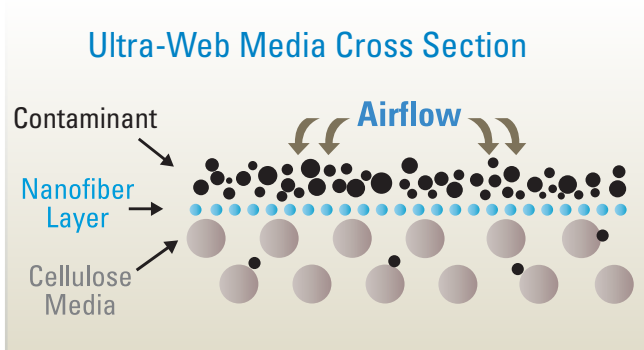 Ultra-Web Media Cross Section
Contaminant
Airflow
Nanofiber
Layer
Cellulose
Media